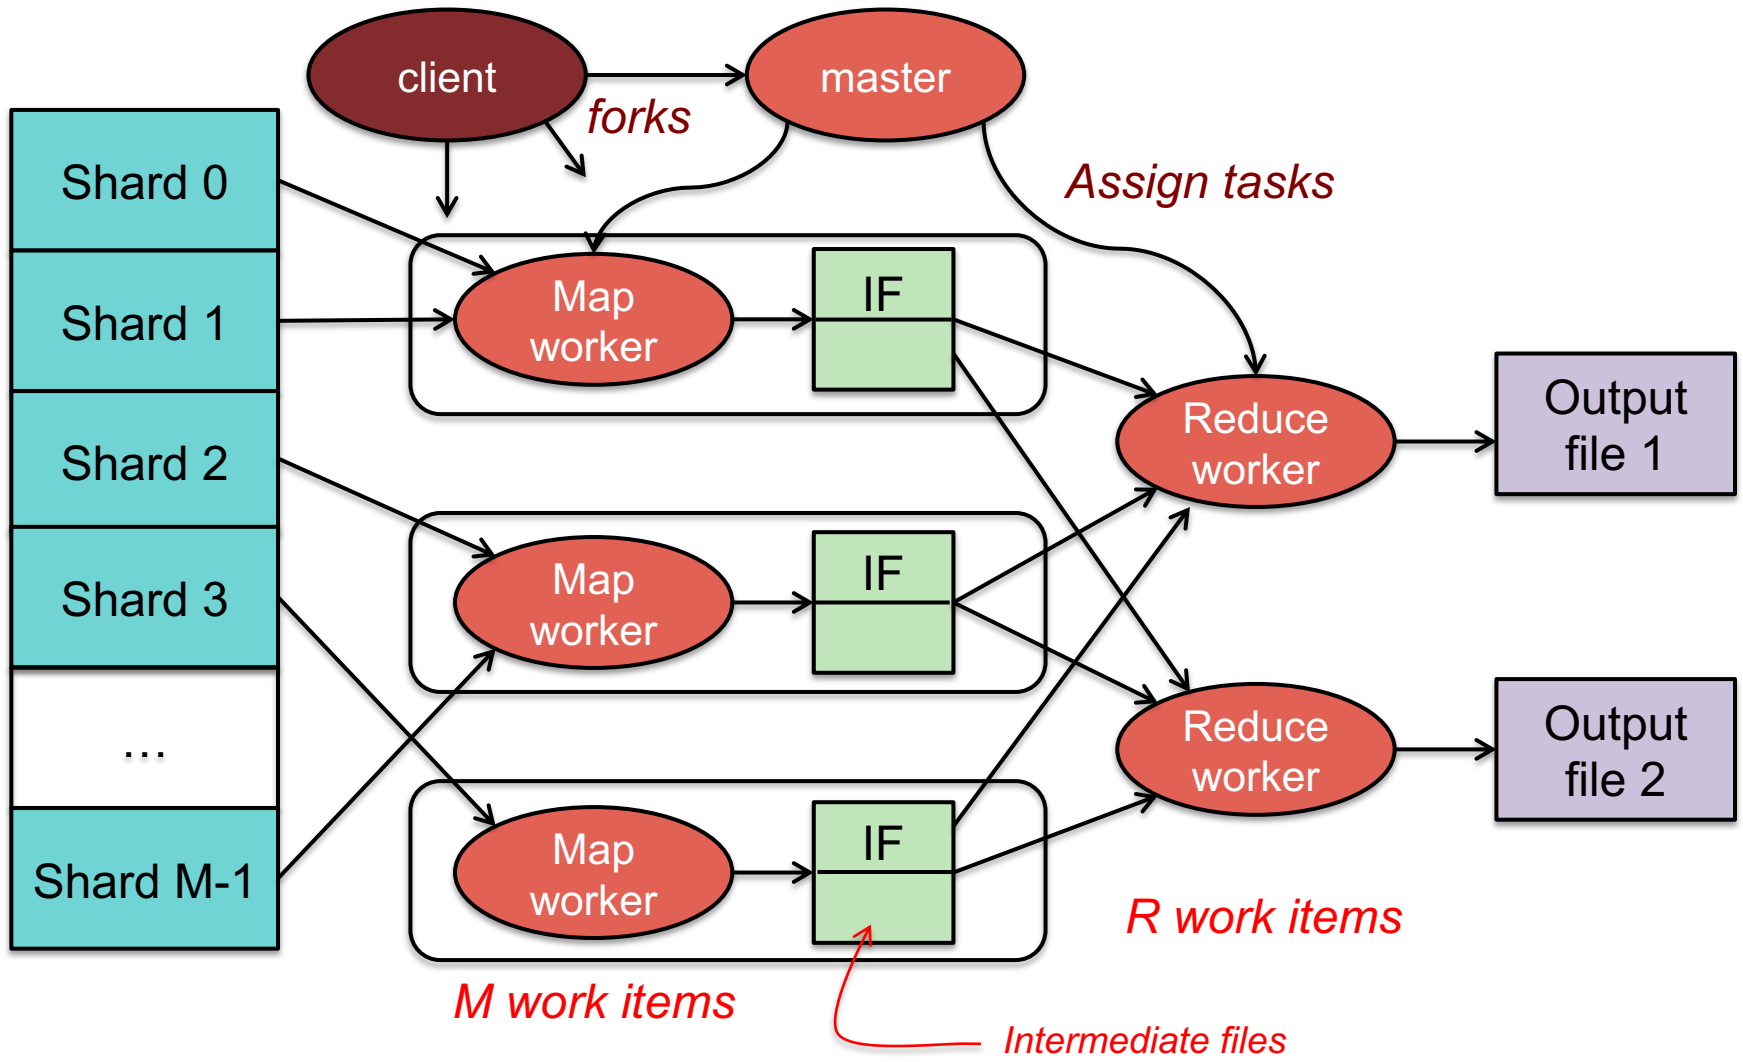 client
master
forks
Assign tasks
Shard 0
Shard 1
Shard 2
Shard 3
...
Shard M-1
Map
worker
IF
Map
worker
IF
Map
worker
IF
Reduce
worker
Reduce
worker
Output
file 1
Output
file 2
R work items
M work items
Intermediate files